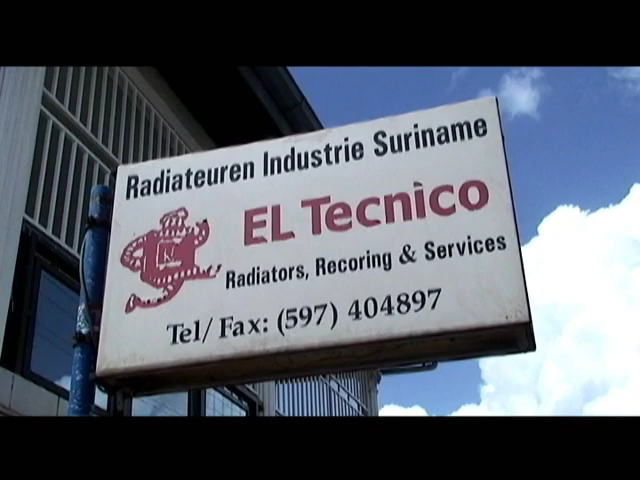 Radiateuren Industrie Suriname
EL Tecnico
Radiators, Recoring & Services
Tel/Fax: (597) 404897